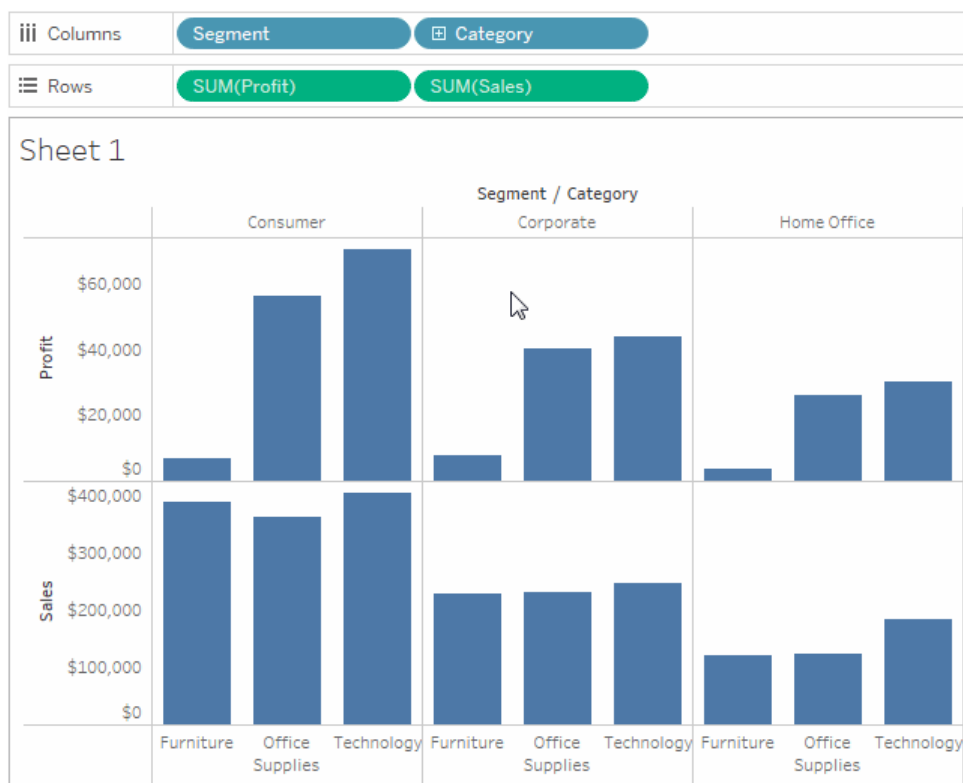 Columns Segment Category
Rows SUM(Profit) SUM(Sales)
Sheet 1
Segment / Category
Consumer Corporate Home Office
Profit
$60,000
$40,000
$20,000
$0
Sales
$400,000
$300,000
$200,000
$100,000
$0
Furniture Office Technology Furniture Office Technology Furniture Office Technology
Supplies Supplies Supplies